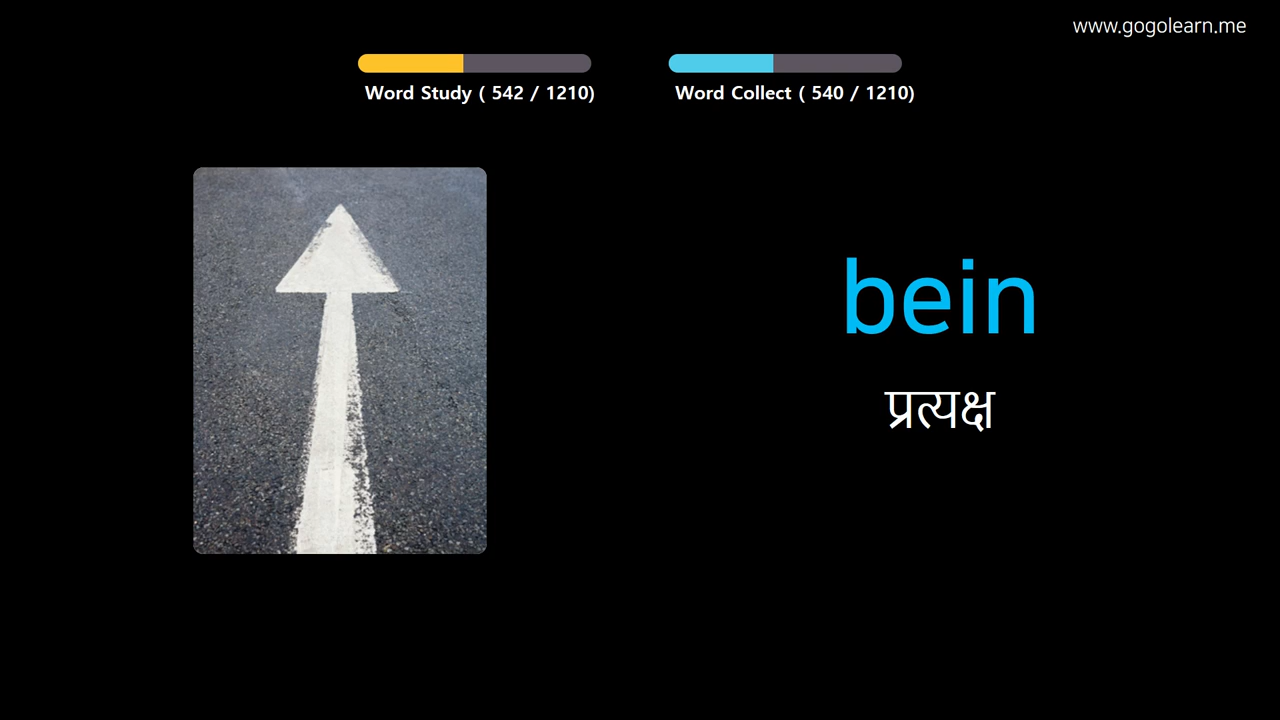 www.gogolearn.me
Word Study ( 542 / 1210)
Word Collect ( 540 / 1210)
bein
प्रत्यक्ष